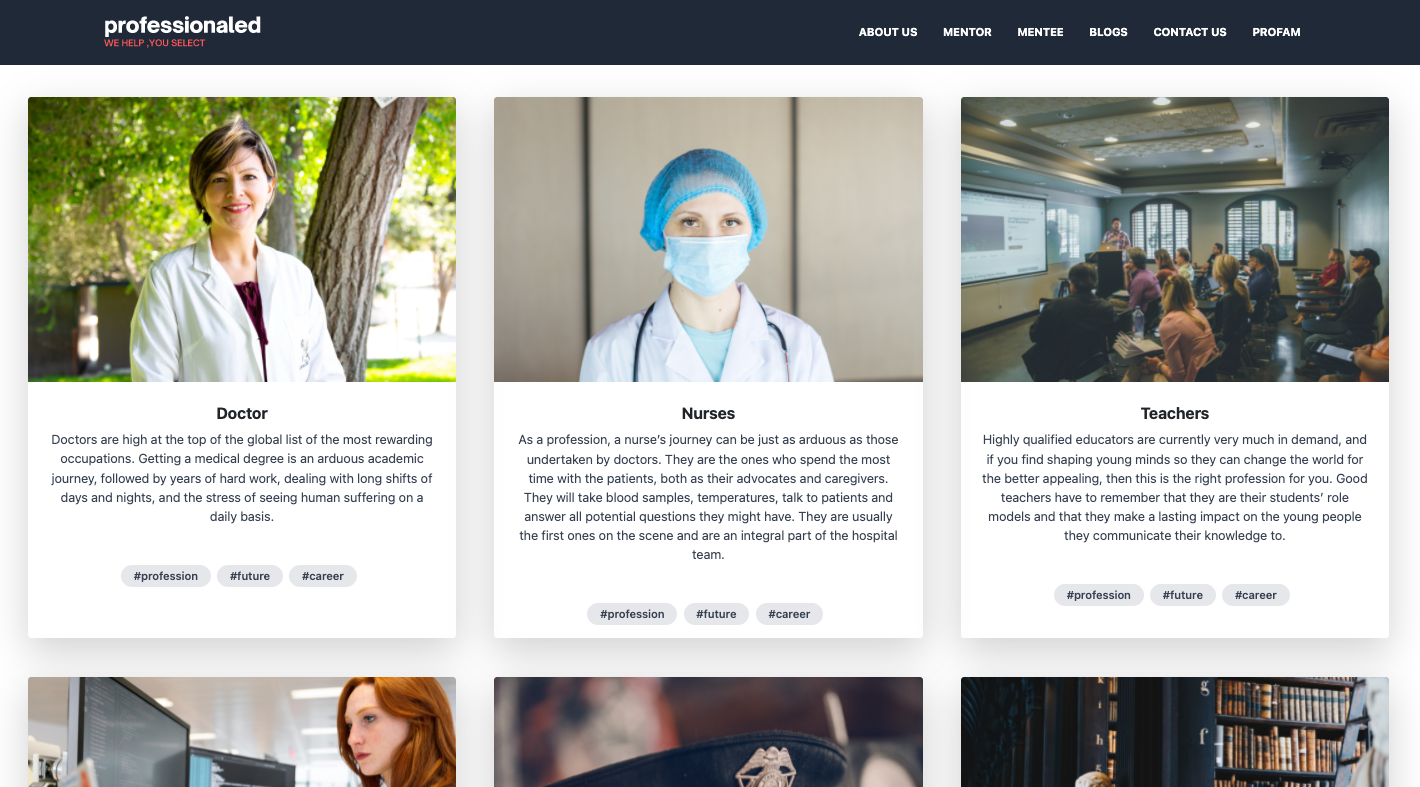 professionaled
WE HELP ,YOU SELECT
ABOUT US
MENTOR
MENTEE
BLOGS
CONTACT US
PROFAM
Doctor
Doctors are high at the top of the global list of the most rewarding
occupations. Getting a medical degree is an arduous academic
journey, followed by years of hard work, dealing with long shifts of
days and nights, and the stress of seeing human suffering on a
daily basis.
#profession
#future
#career
Nurses
As a profession, a nurse's journey can be just as arduous as those
undertaken by doctors. They are the ones who spend the most
time with the patients, both as their advocates and caregivers.
They will take blood samples, temperatures, talk to patients and
answer all potential questions they might have. They are usually
the first ones on the scene and are an integral part of the hospital
team.
#profession
#future
#career
Teachers
Highly qualified educators are currently very much in demand, and
if you find shaping young minds so they can change the world for
the better appealing, then this is the right profession for you. Good
teachers have to remember that they are their students’ role
models and that they make a lasting impact on the young people
they communicate their knowledge to.
#profession
#future
#career
g
f